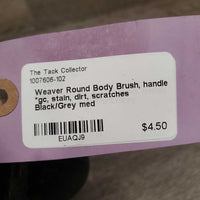 The Tack Collector
1007606-102
Weaver Round Body Brush, handle
*gc, stain, dirt, scratches
Black/Grey med
$4.50
EUAQJ9